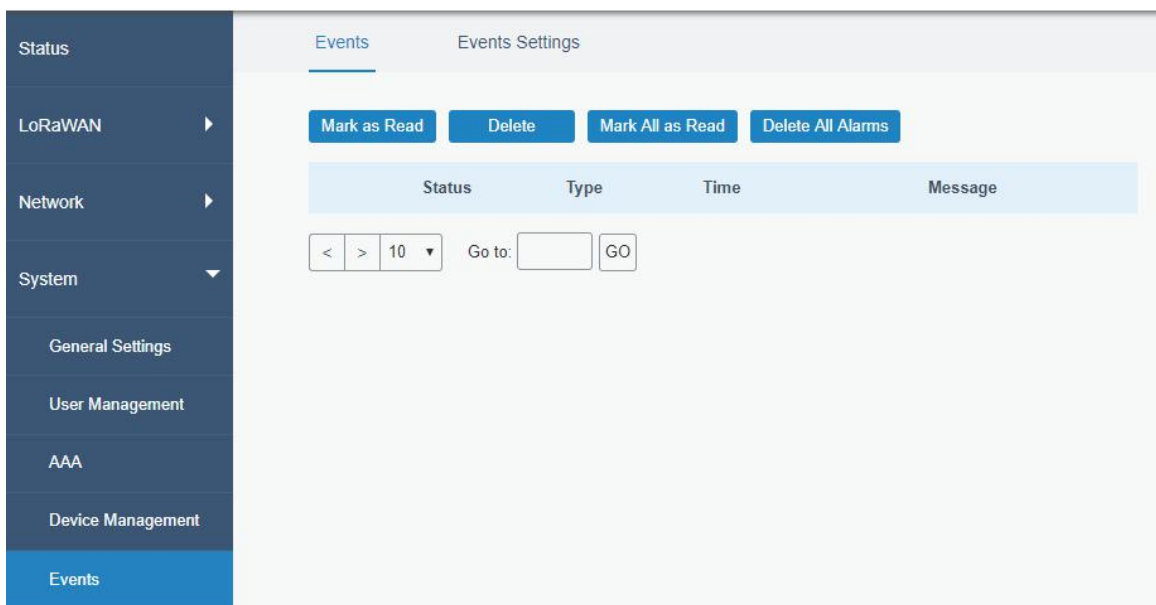 Status
LoRaWAN
Network
System
General Settings
User Management
AAA
Device Management
Events
Events Events Settings
Mark as Read Delete Mark All as Read Delete All Alarms
Status Type Time Message
< > 10 Go to: GO